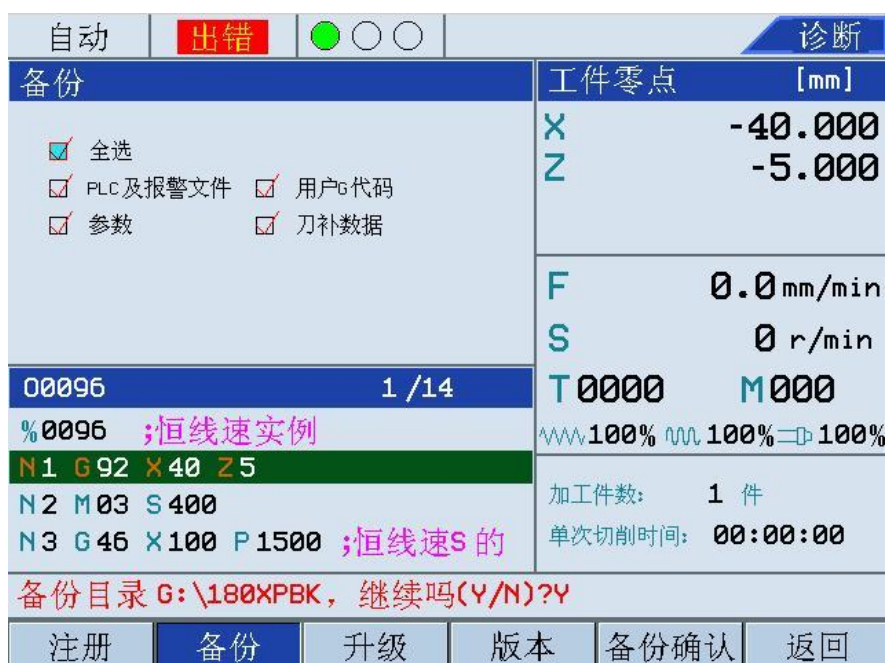 自动 出错 诊断
备份
全选
PLC及报警文件 用户G代码
参数 刀补数据
工件零点 [mm]
X -40.000
Z -5.000
F 0.0mm/min
S 0 r/min
T0000 M000
100% 100% 100%
加工件数: 1 件
单次切削时间: 00:00:00
O0096 1/14
%0096 ;恒线速实例
N1 G92 X40 Z5
N2 M03 S400
N3 G46 X100 P1500 ;恒线速S的
备份目录 G:\180XPBK, 继续吗(Y/N)?Y
注册 备份 升级 版本 备份确认 返回